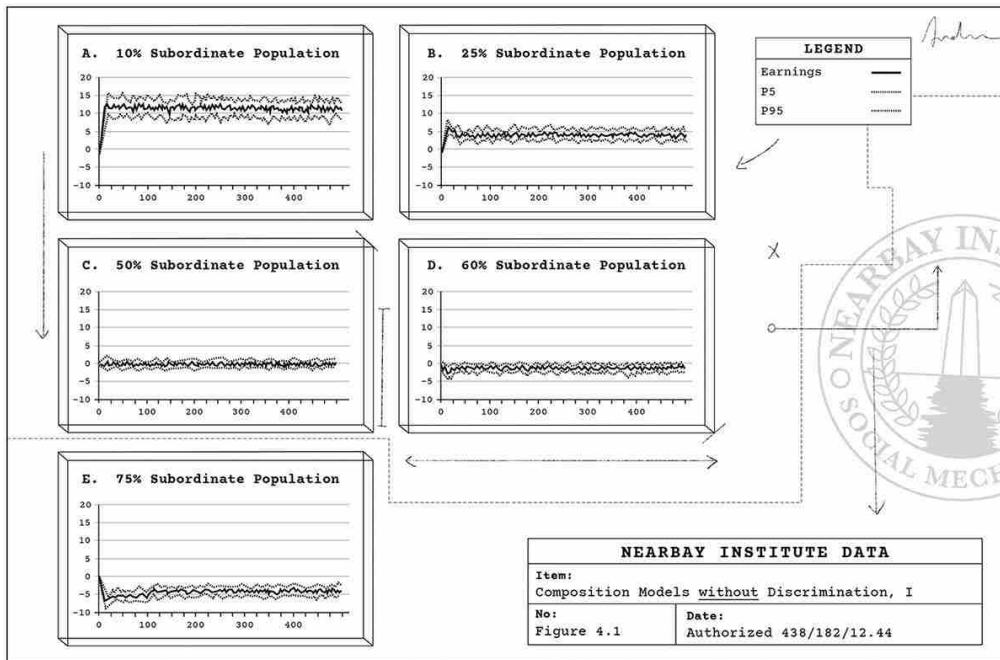 A. 10% Subordinate Population
20
15
10
5
0
-5
-10
0 100 200 300 400
B. 25% Subordinate Population
20
15
10
5
0
-5
-10
0 100 200 300 400
LEGEND
Earnings
P5
P95
C. 50% Subordinate Population
20
15
10
5
0
-5
-10
0 100 200 300 400
D. 60% Subordinate Population
20
15
10
5
0
-5
-10
0 100 200 300 400
X
NEARBAY INS
SOCIAL MECH
E. 75% Subordinate Population
20
15
10
5
0
-5
-10
0 100 200 300 400
NEARBAY INSTITUTE DATA
Item:
Composition Models without Discrimination, I
No:
Figure 4.1
Date:
Authorized 438/182/12.44